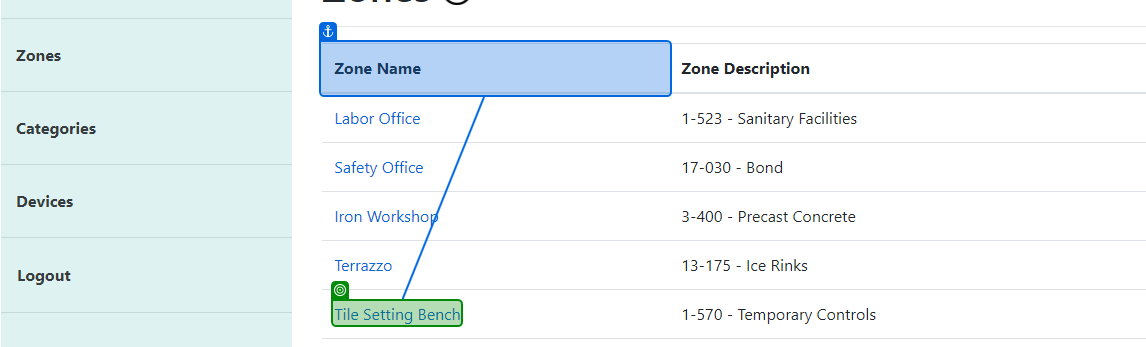 Zones
Zones
Categories
Devices
Logout
Zone Name Zone Description
Labor Office 1-523 - Sanitary Facilities
Safety Office 17-030 - Bond
Iron Workshop 3-400 - Precast Concrete
Terrazzo 13-175 - Ice Rinks
Tile Setting Bench 1-570 - Temporary Controls